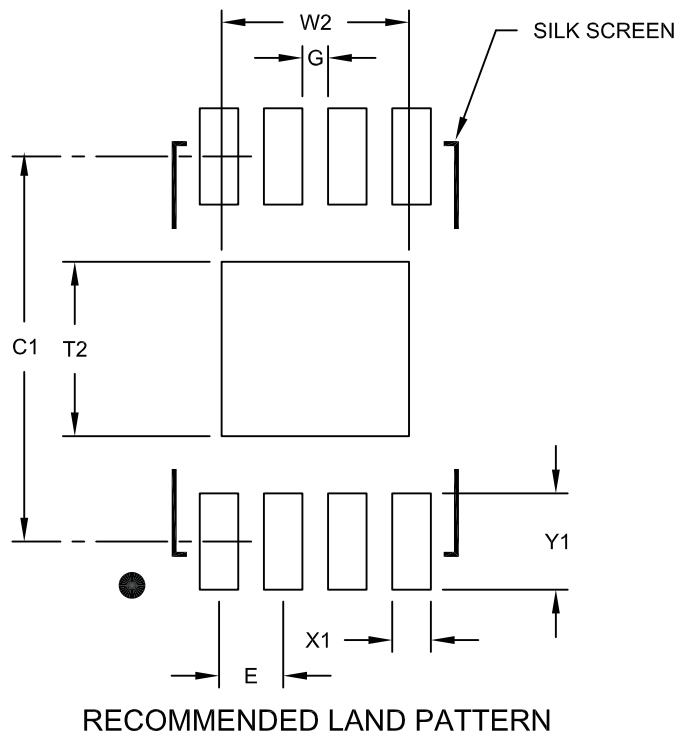 W2
SILK SCREEN
G
C1
T2
Y1
X1
E
RECOMMENDED LAND PATTERN